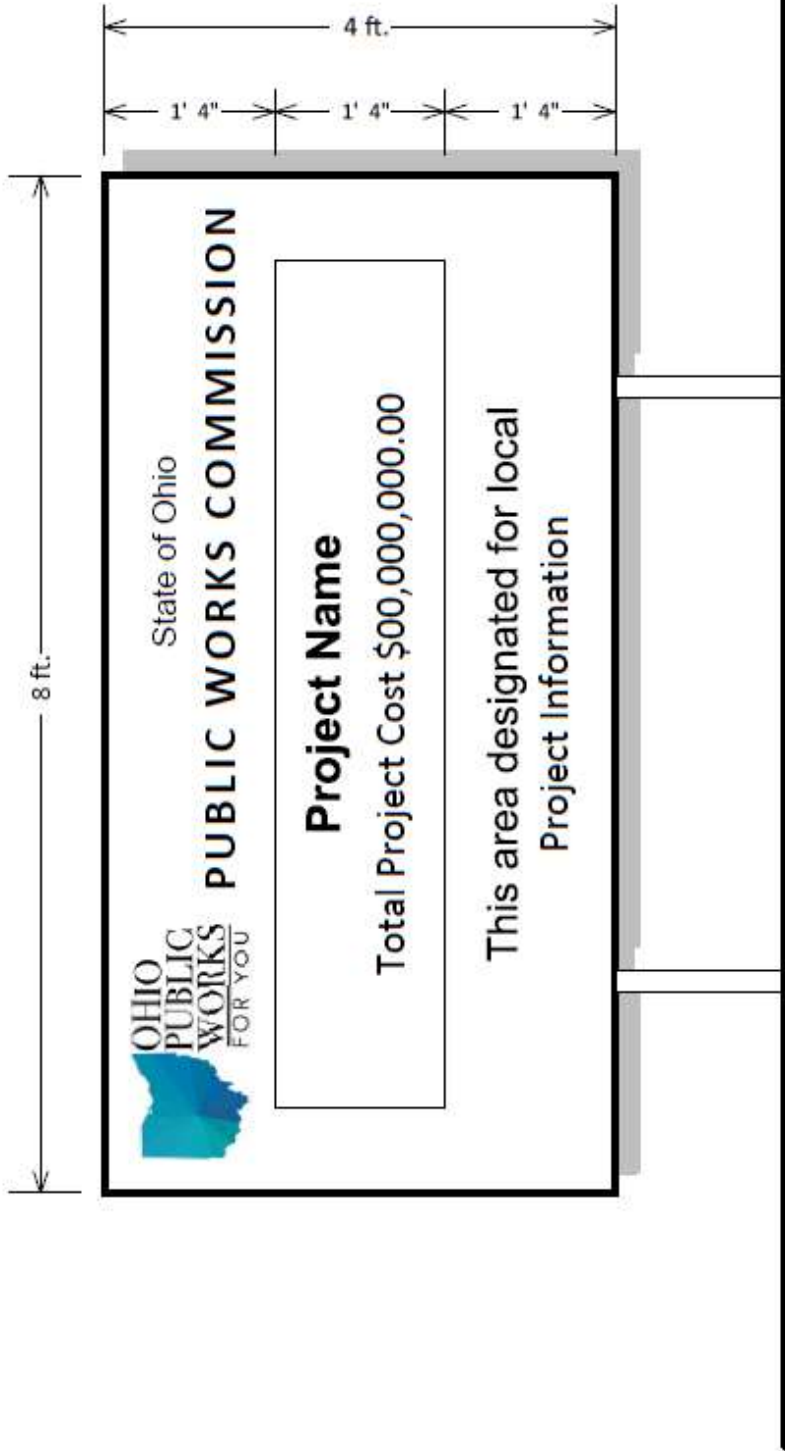 8 ft.
4 ft.
1' 4"
1' 4"
1' 4"
OHIO
PUBLIC
WORKS
FOR YOU
State of Ohio
PUBLIC WORKS COMMISSION
Project Name
Total Project Cost $00,000,000.00
This area designated for local
Project Information